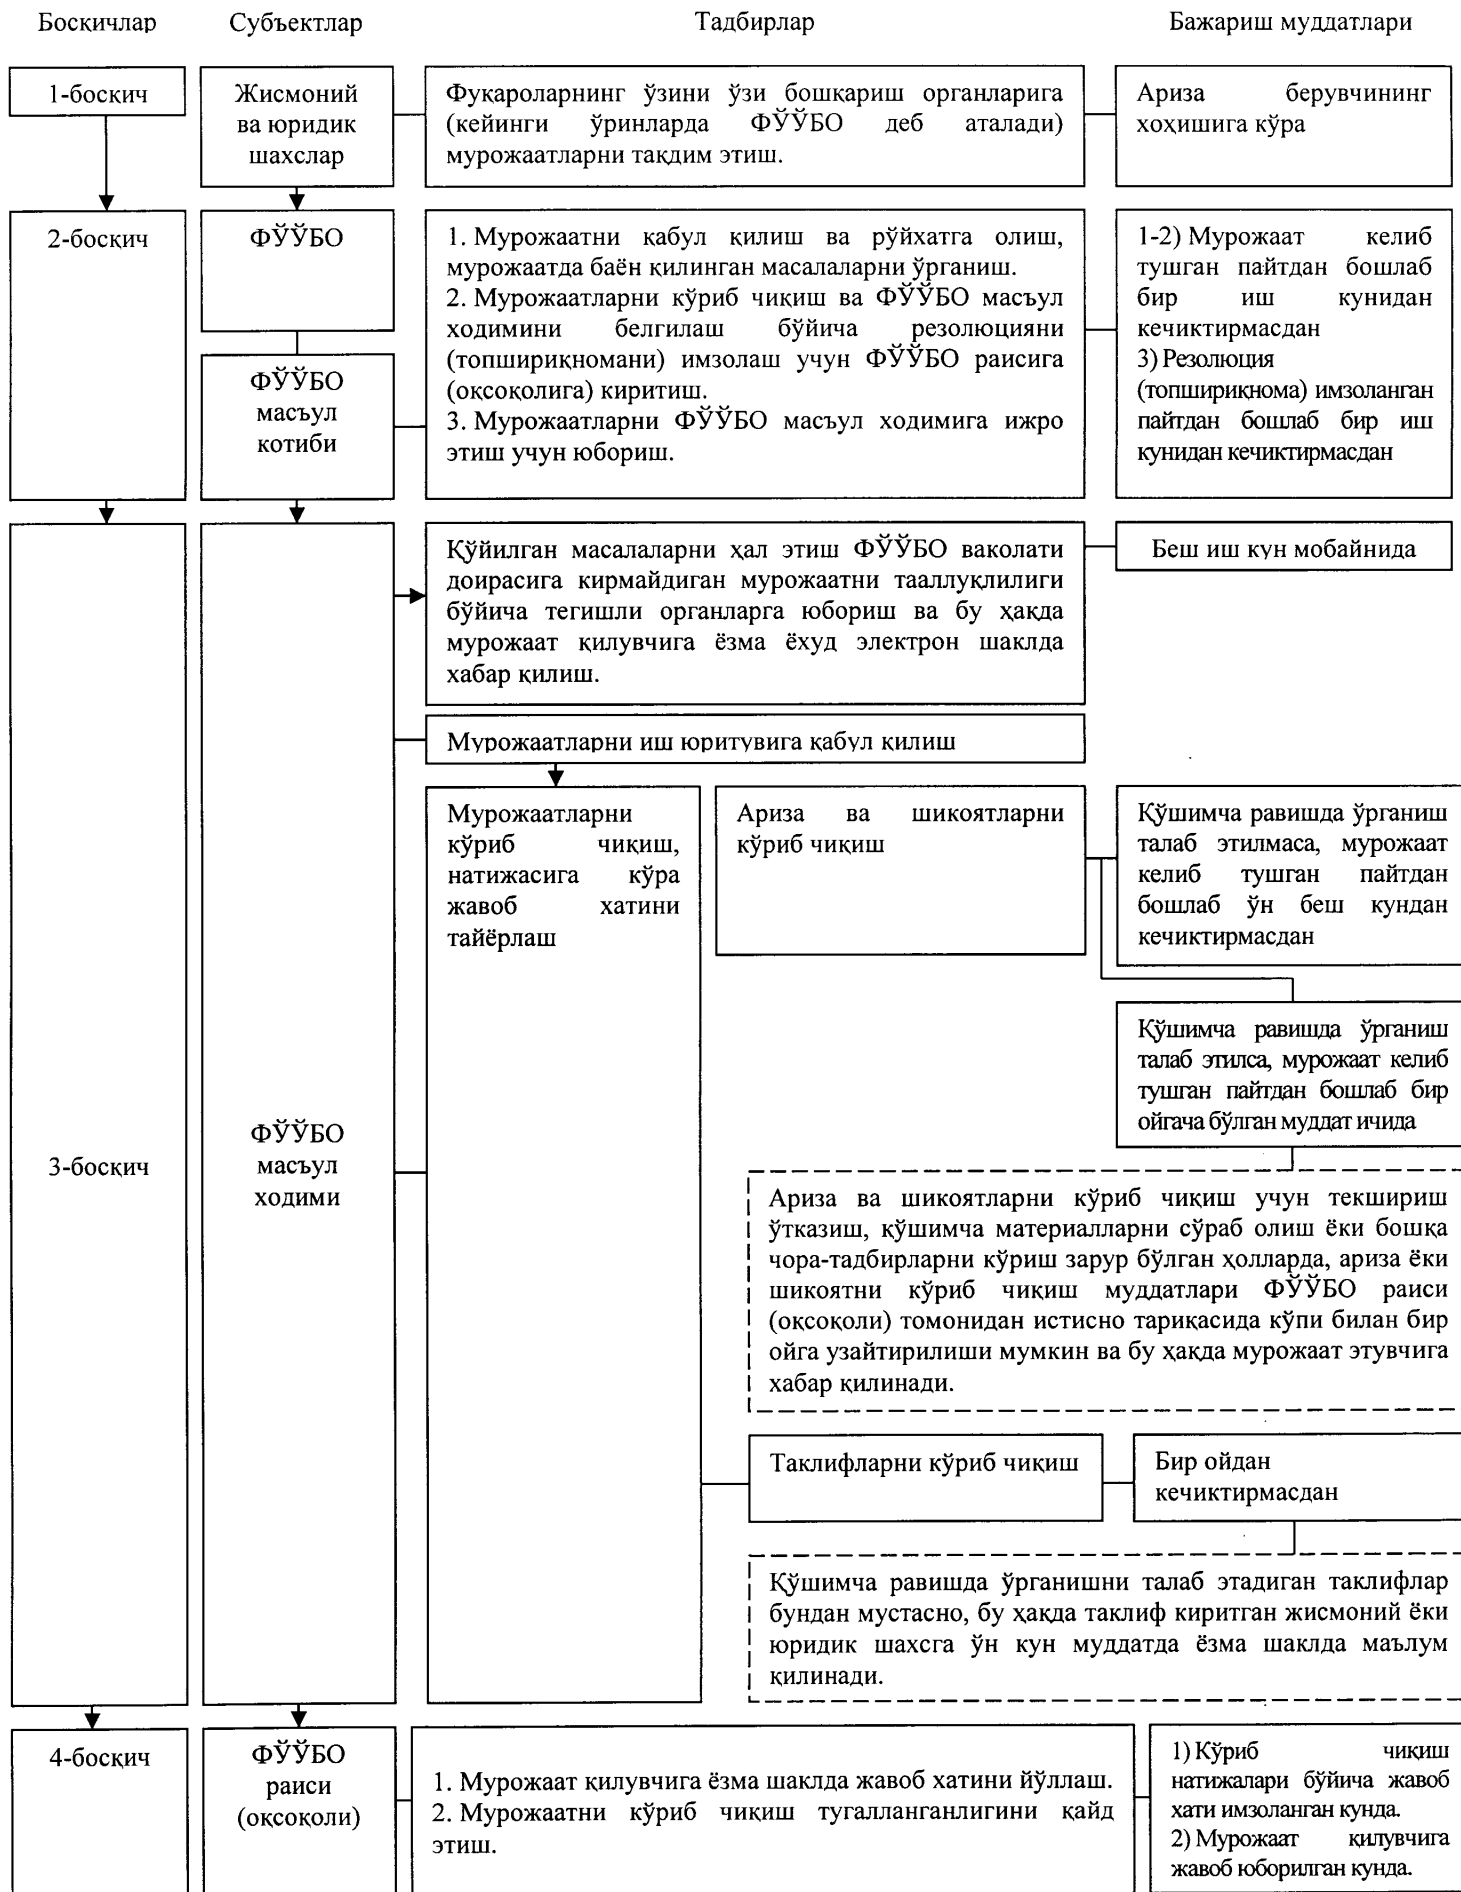 Босқичлар
Субъектлар
Тадбирлар
Бажариш муддатлари
1-босқич
Жисмоний
ва юридик
шахслар
Фуқароларнинг ўзини ўзи бошқариш органларига
(кейинги ўринларда ФЎЎБО деб аталади)
мурожаатларни тақдим этиш.
Ариза берувчининг
хоҳишига кўра
2-босқич
ФЎЎБО
ФЎЎБО
масъул
котиби
1. Мурожаатни қабул қилиш ва рўйхатга олиш,
мурожаатда баён қилинган масалаларни ўрганиш.
2. Мурожаатларни кўриб чиқиш ва ФЎЎБО масъул
ходимини белгилаш бўйича резолюцияни
(топшириқномани) имзолаш учун ФЎЎБО раисига
(оқсоқолига) киритиш.
3. Мурожаатларни ФЎЎБО масъул ходимига ижро
этиш учун юбориш.
1-2) Мурожаат келиб
тушган пайтдан бошлаб
бир иш кунидан
кечиктирмасдан
3) Резолюция
(топшириқнома) имзоланган
пайтдан бошлаб бир иш
кунидан кечиктирмасдан
3-босқич
ФЎЎБО
масъул
ходими
Қўйилган масалаларни ҳал этиш ФЎЎБО ваколати
доирасига кирмайдиган мурожаатни тааллуқлилиги
бўйича тегишли органларга юбориш ва бу ҳақда
мурожаат қилувчига ёзма ёхуд электрон шаклда
хабар қилиш.
Беш иш кун мобайнида
Мурожаатларни иш юритувига қабул қилиш
Мурожаатларни
кўриб чиқиш,
натижасига кўра
жавоб хатини
тайёрлаш
Ариза ва шикоятларни
кўриб чиқиш
Қўшимча равишда ўрганиш
талаб этилмаса, мурожаат
келиб тушган пайтдан
бошлаб ўн беш кундан
кечиктирмасдан
Қўшимча равишда ўрганиш
талаб этилса, мурожаат келиб
тушган пайтдан бошлаб бир
ойгача бўлган муддат ичида
Ариза ва шикоятларни кўриб чиқиш учун текшириш
ўтказиш, қўшимча материалларни сўраб олиш ёки бошқа
чора-тадбирларни кўриш зарур бўлган ҳолларда, ариза ёки
шикоятни кўриб чиқиш муддатлари ФЎЎБО раиси
(оқсоқоли) томонидан истисно тариқасида кўпи билан бир
ойга узайтирилиши мумкин ва бу ҳақда мурожаат этувчига
хабар қилинади.
Таклифларни кўриб чиқиш
Бир ойдан
кечиктирмасдан
Қўшимча равишда ўрганишни талаб этадиган таклифлар
бундан мустасно, бу ҳақда таклиф киритган жисмоний ёки
юридик шахсга ўн кун муддатда ёзма шаклда маълум
қилинади.
4-босқич
ФЎЎБО
раиси
(оқсоқоли)
1. Мурожаат қилувчига ёзма шаклда жавоб хатини йўллаш.
2. Мурожаатни кўриб чиқиш тугалланганлигини қайд
этиш.
1) Кўриб чиқиш
натижалари бўйича жавоб
хати имзоланган кунда.
2) Мурожаат қилувчига
жавоб юборилган кунда.